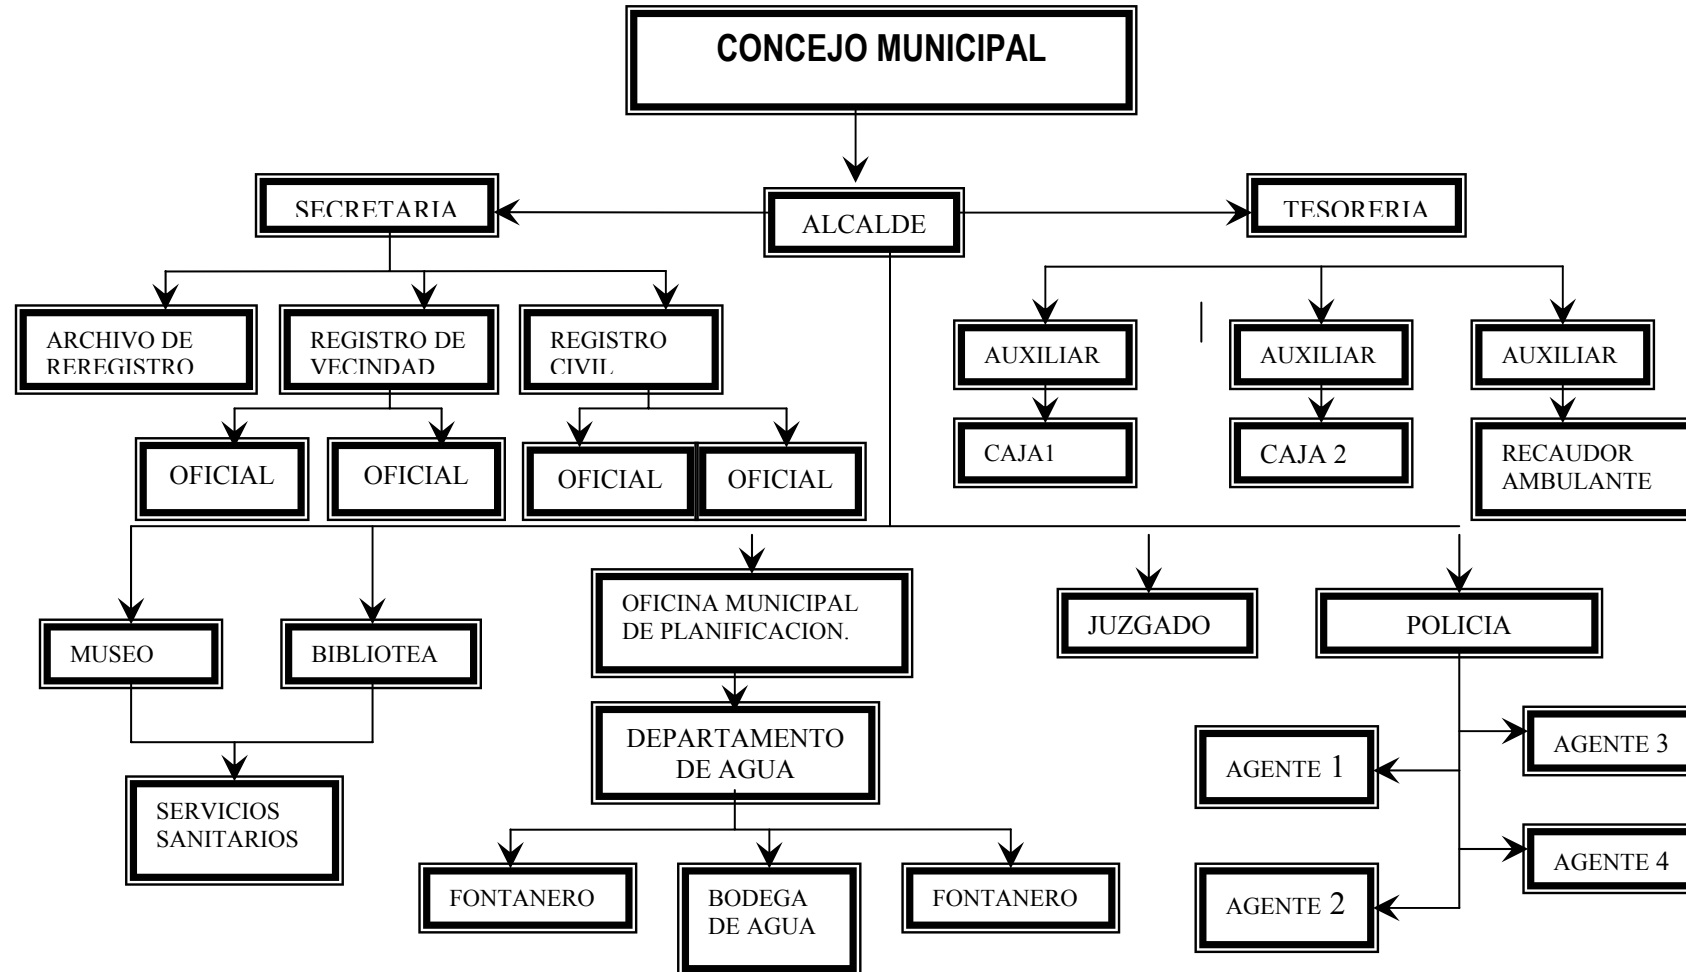 CONCEJO MUNICIPAL
SECRETARIA
ALCALDE
TESORERIA
ARCHIVO DE
REREGISTRO
REGISTRO DE
VECINDAD
REGISTRO
CIVIL
AUXILIAR
AUXILIAR
AUXILIAR
OFICIAL
OFICIAL
OFICIAL
OFICIAL
CAJA1
CAJA 2
RECAUDOR
AMBULANTE
MUSEO
BIBLIOTEA
OFICINA MUNICIPAL
DE PLANIFICACION.
JUZGADO
POLICIA
SERVICIOS
SANITARIOS
DEPARTAMENTO
DE AGUA
AGENTE 1
AGENTE 3
FONTANERO
BODEGA
DE AGUA
FONTANERO
AGENTE 2
AGENTE 4